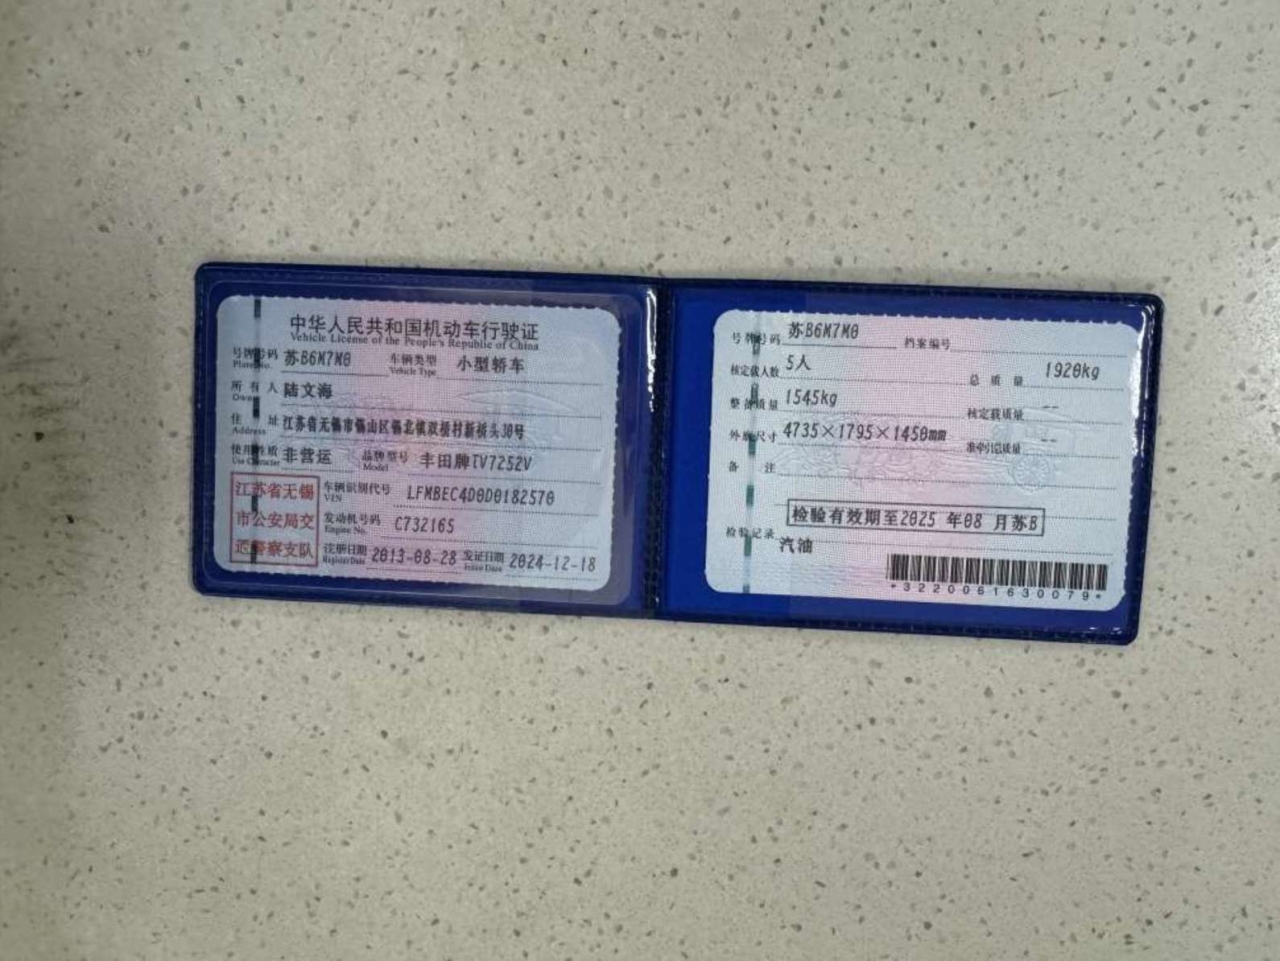 中华人民共和国机动车行驶证
Vehicle License of the People's Republic of China
号牌号码 苏B6M7M0 车辆类型 小型轿车
Plate No. Vehicle Type
所有人 陆文海
Owner
住址 江苏省无锡市锡山区锡北镇双桥村新桥头30号
Address
使用性质 非营运 品牌型号 丰田牌TV7252V
Use Character Model
江苏省无锡
市公安局交
通警察支队
车辆识别代号 LFMBEC4D0D0182570
VIN
发动机号码 C732165
Engine No.
注册日期 2013-08-28 发证日期 2024-12-18
Register Date Issue Date
号牌号码 苏B6M7M0 档案编号
核定载人数 5人 总质量 1920kg
整备质量 1545kg 核定载质量 --
外廓尺寸 4735×1795×1450mm 准牵引总质量 --
备注
检验有效期至2025 年08 月苏B
检验记录
汽油
*3220061630079*